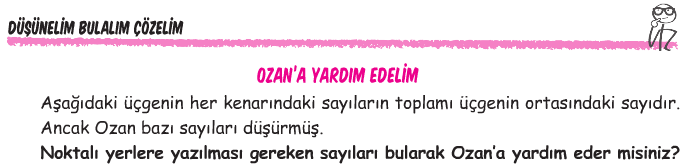 DÜŞÜNELİM BULALIM ÇÖZELİM
OZAN'A YARDIM EDELİM
Aşağıdaki üçgenin her kenarındaki sayıların toplamı üçgenin ortasındaki sayıdır.
Ancak Ozan bazı sayıları düşürmüş.
Noktalı yerlere yazılması gereken sayıları bularak Ozan'a yardım eder misiniz?